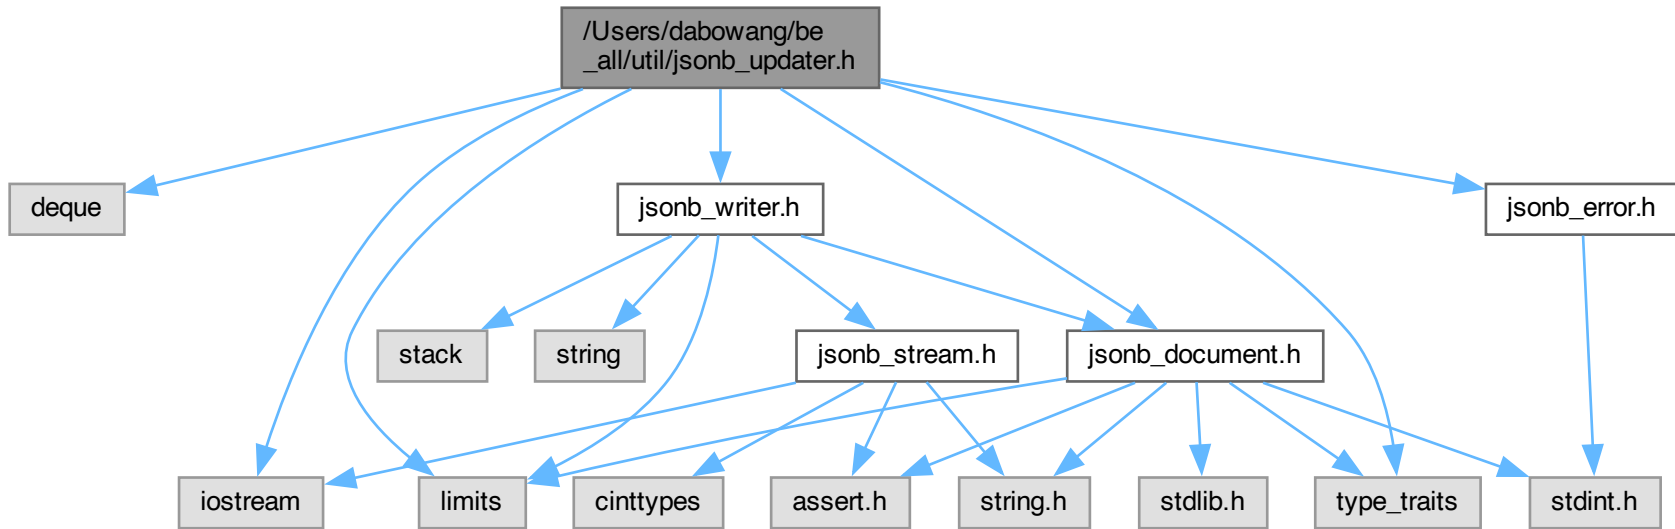 /Users/dabowang/be
_all/util/jsonb_updater.h
deque
jsonb_writer.h
jsonb_error.h
stack
string
jsonb_stream.h
jsonb_document.h
iostream
limits
cinttypes
assert.h
string.h
stdlib.h
type_traits
stdint.h